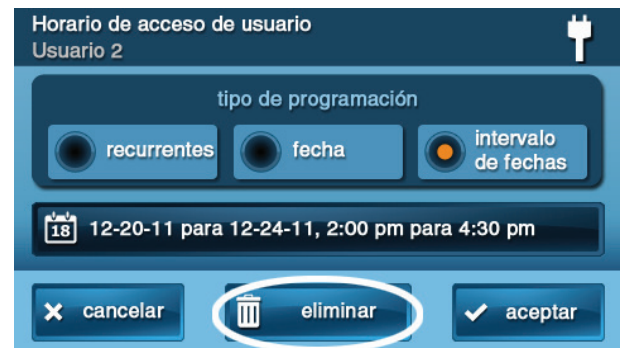 Horario de acceso de usuario
Usuario 2
tipo de programación
recurrentes
fecha
intervalo
de fechas
18
12-20-11 para 12-24-11, 2:00 pm para 4:30 pm
cancelar
eliminar
aceptar